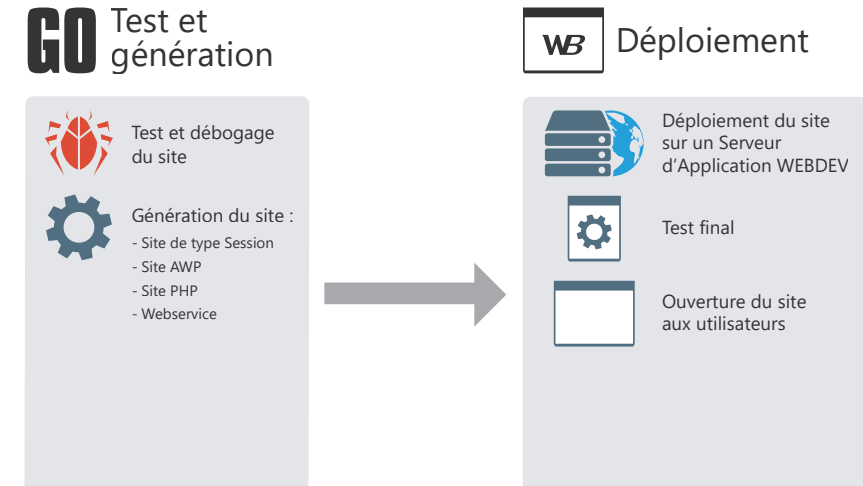 GO Test et
génération
Test et débogage
du site
Génération du site :
- Site de type Session
- Site AWP
- Site PHP
- Webservice
WB Déploiement
Déploiement du site
sur un Serveur
d'Application WEBDEV
Test final
Ouverture du site
aux utilisateurs